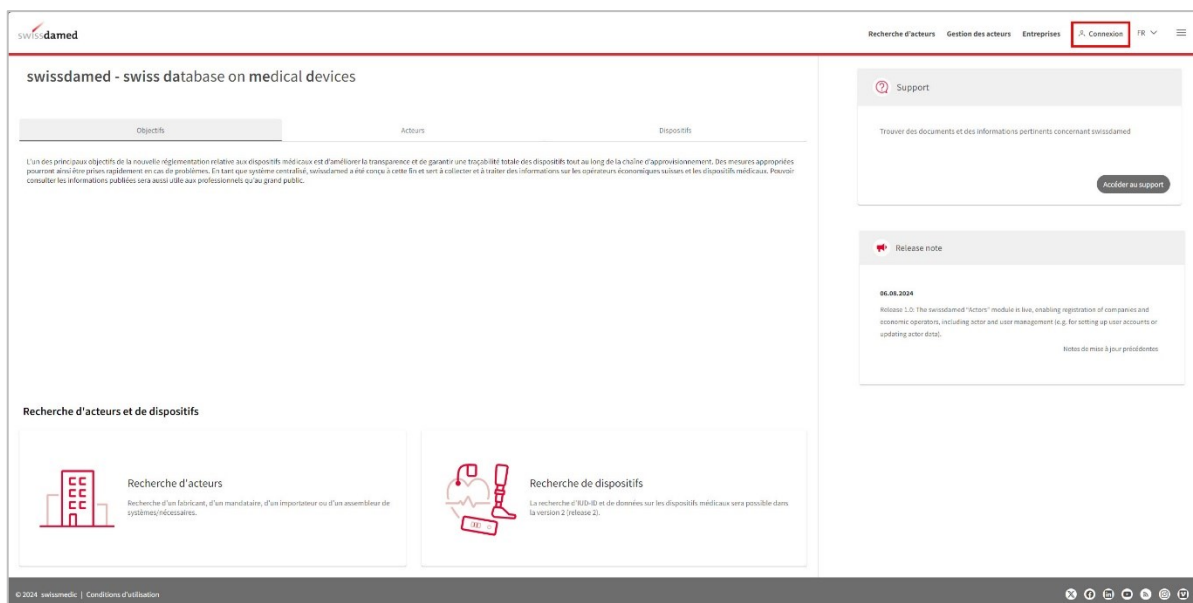 swissdamed
Recherche d'acteurs Gestion des acteurs Entreprises Connexion FR
swissdamed - swiss database on medical devices
Objectifs Acteurs Dispositifs
L'un des principaux objectifs de la nouvelle réglementation relative aux dispositifs médicaux est d'améliorer la transparence et de garantir une traçabilité totale des dispositifs tout au long de la chaîne d'approvisionnement. Des mesures appropriées
pourront ainsi être prises rapidement en cas de problèmes. En tant que système centralisé, swissdamed a été conçu à cette fin et sert à collecter et à traiter des informations sur les opérateurs économiques suisses et les dispositifs médicaux. Pouvoir
consulter les informations publiées sera aussi utile aux professionnels qu'au grand public.
Support
Trouver des documents et des informations pertinents concernant swissdamed
Accéder au support
Release note
06.08.2024
Release 1.0: The swissdamed "Actors" module is live, enabling registration of companies and
economic operators, including actor and user management (e.g. for setting up user accounts or
updating actor data).
Notes de mise à jour précédentes
Recherche d'acteurs et de dispositifs
Recherche d'acteurs
Recherche d'un fabricant, d'un mandataire, d'un importateur ou d'un assembleur de
systèmes/nécessaires.
Recherche de dispositifs
La recherche d'IUD-ID et de données sur les dispositifs médicaux sera possible dans
la version 2 (release 2).
© 2024 swissmedic | Conditions d'utilisation